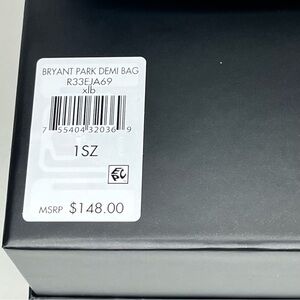 BRYANT PARK DEMI BAG
R33EJA69
xlb
7 55404 32036 9
1SZ
MSRP $148.00